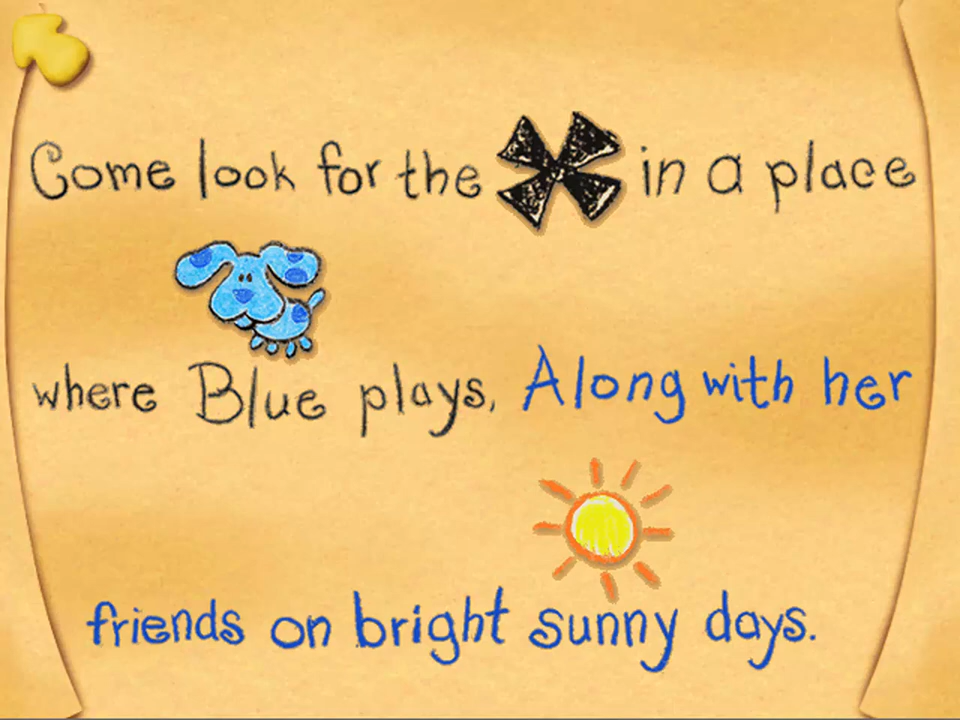 Come look for the in a place
where Blue plays, Along with her
friends on bright sunny days.